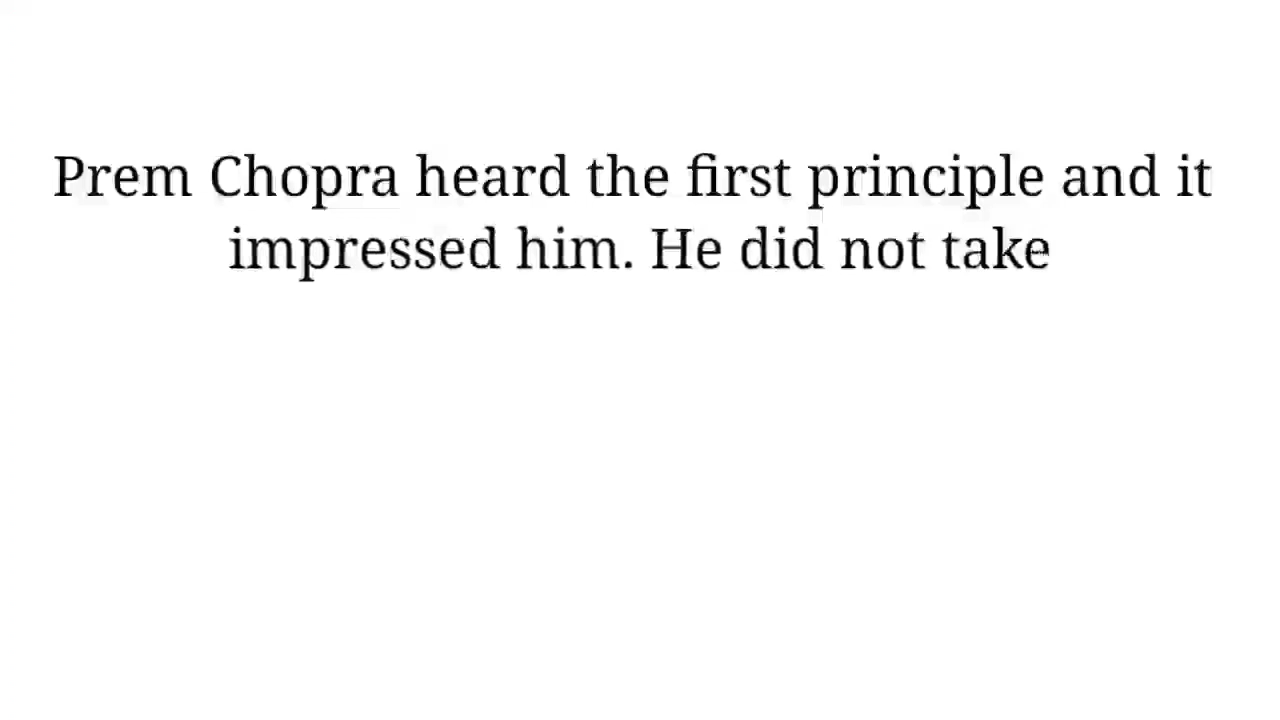 Prem Chopra heard the first principle and it
impressed him. He did not take